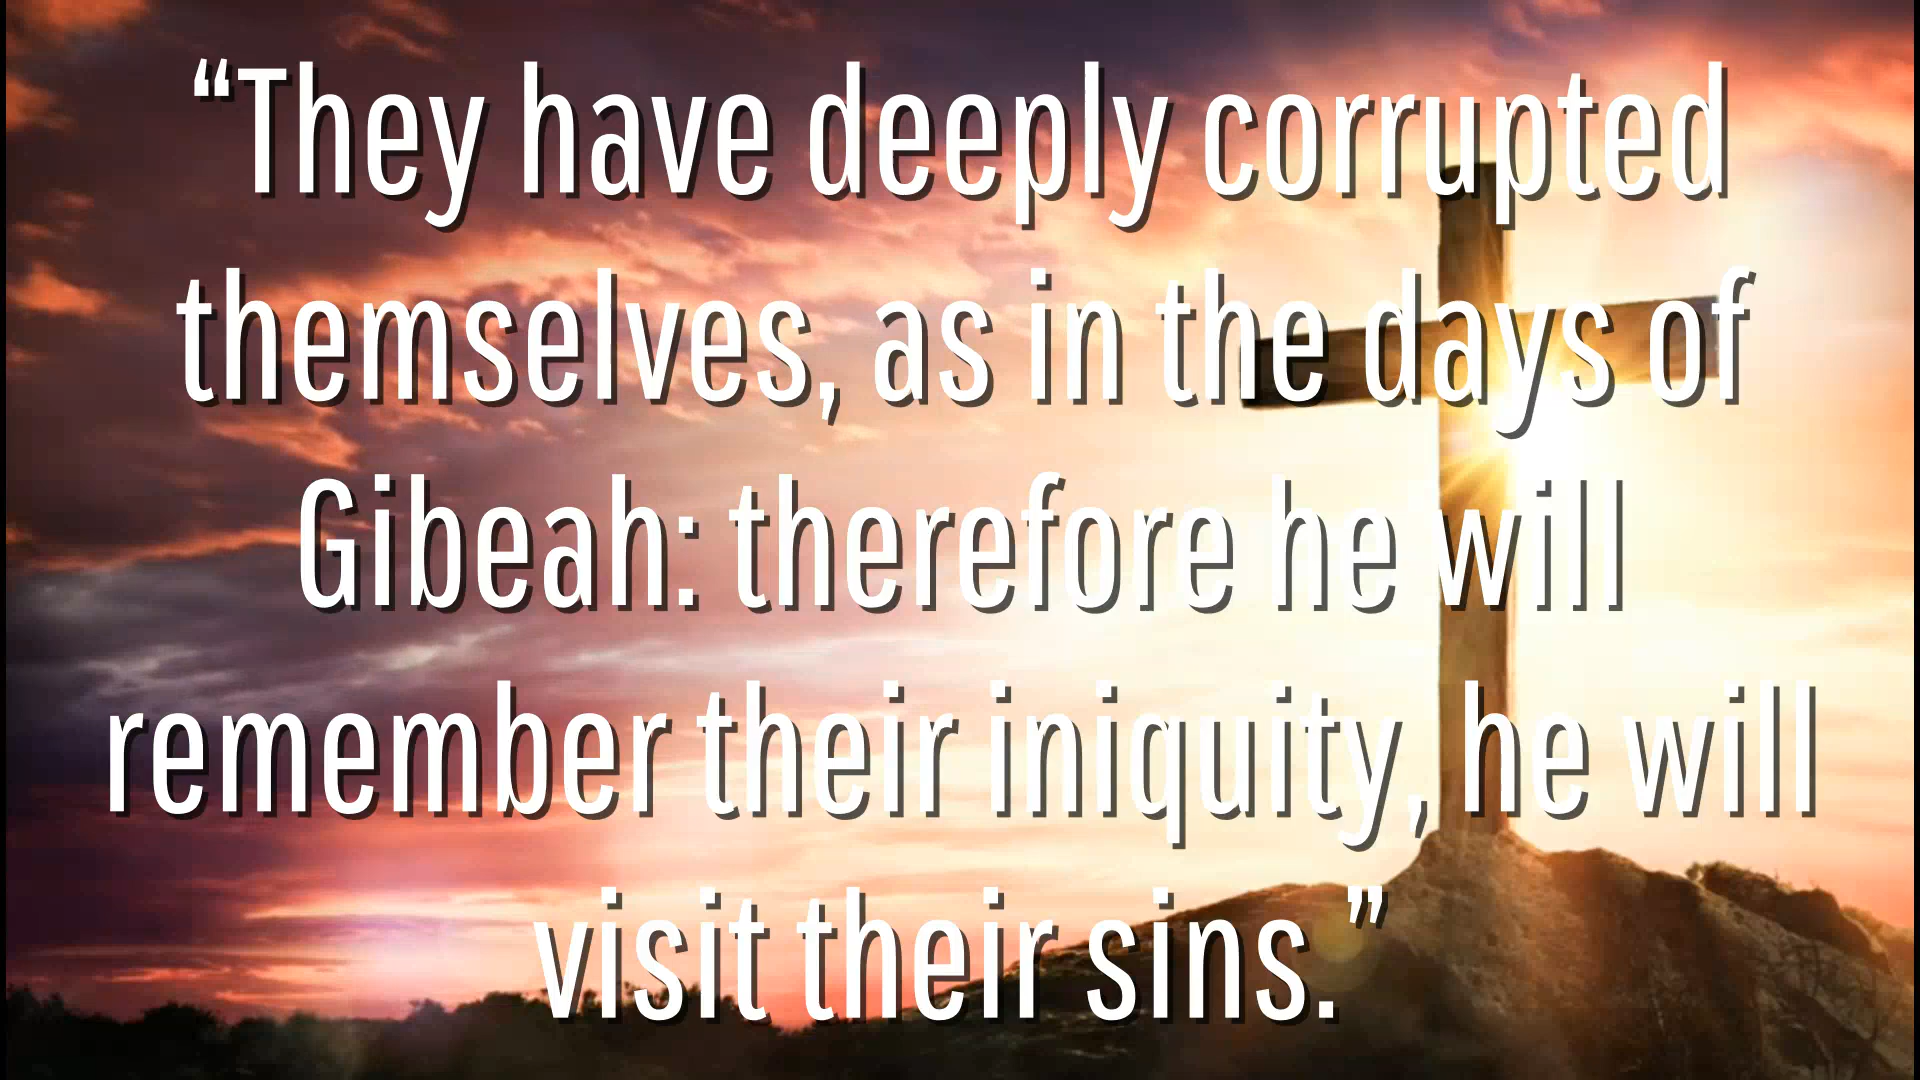 “They have deeply corrupted
themselves, as in the days of
Gibeah: therefore he will
remember their iniquity, he will
visit their sins.”